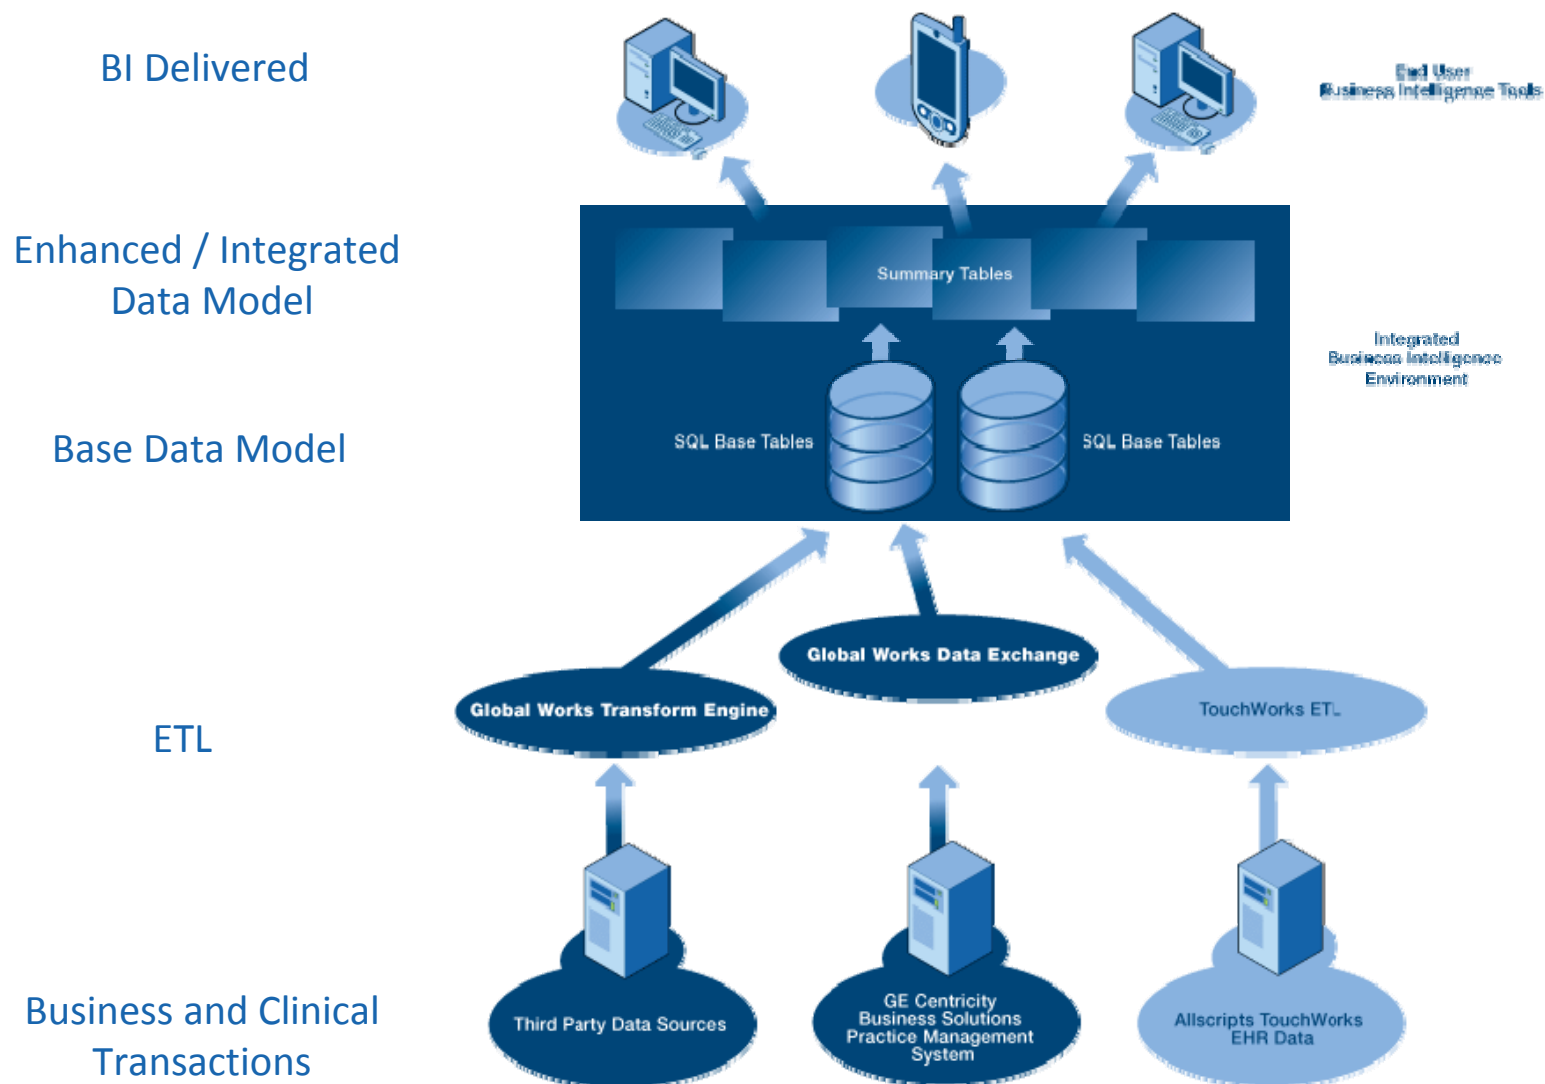 BI Delivered
End User
Business Intelligence Tools
Enhanced / Integrated
Data Model
Summary Tables
Integrated
Business Intelligence
Environment
Base Data Model
SQL Base Tables
SQL Base Tables
Global Works Data Exchange
Global Works Transform Engine
TouchWorks ETL
ETL
Business and Clinical
Transactions
Third Party Data Sources
GE Centricity
Business Solutions
Practice Management
System
Allscripts TouchWorks
EHR Data